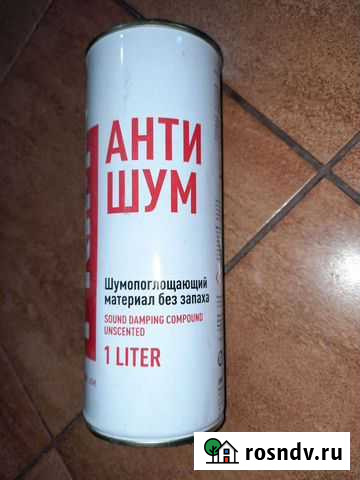 АНТИ
ШУМ
Шумопоглощающий
материал без запаха
SOUND DAMPING COMPOUND
UNSCENTED
1 LITER
rosndv.ru